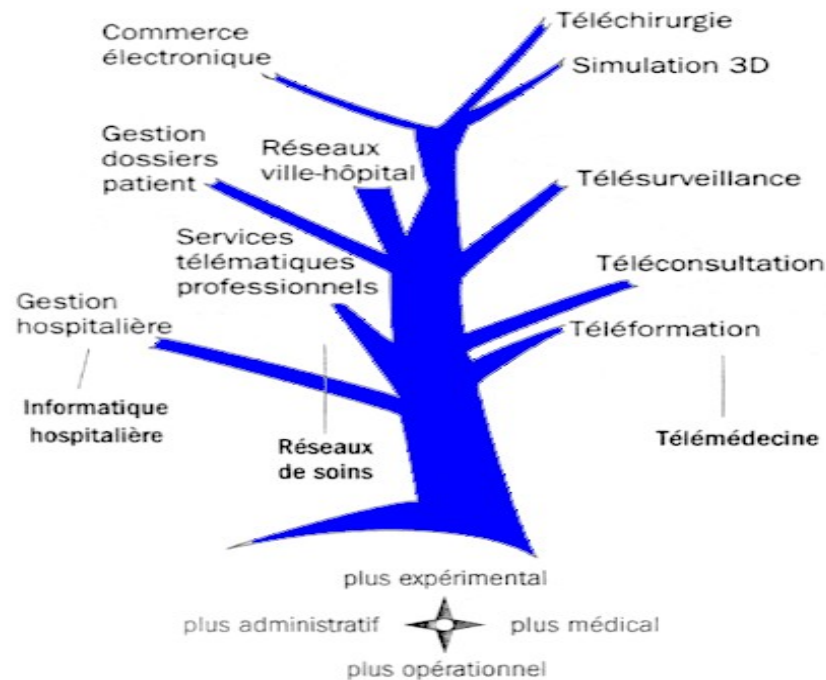 Commerce
électronique
Téléchirurgie
Simulation 3D
Gestion
dossiers
patient
Réseaux
ville-hôpital
Télésurveillance
Services
télématiques
professionnels
Téléconsultation
Gestion
hospitalière
Téléformation
Informatique
hospitalière
Réseaux
de soins
Télémédecine
plus expérimental
plus administratif
plus médical
plus opérationnel